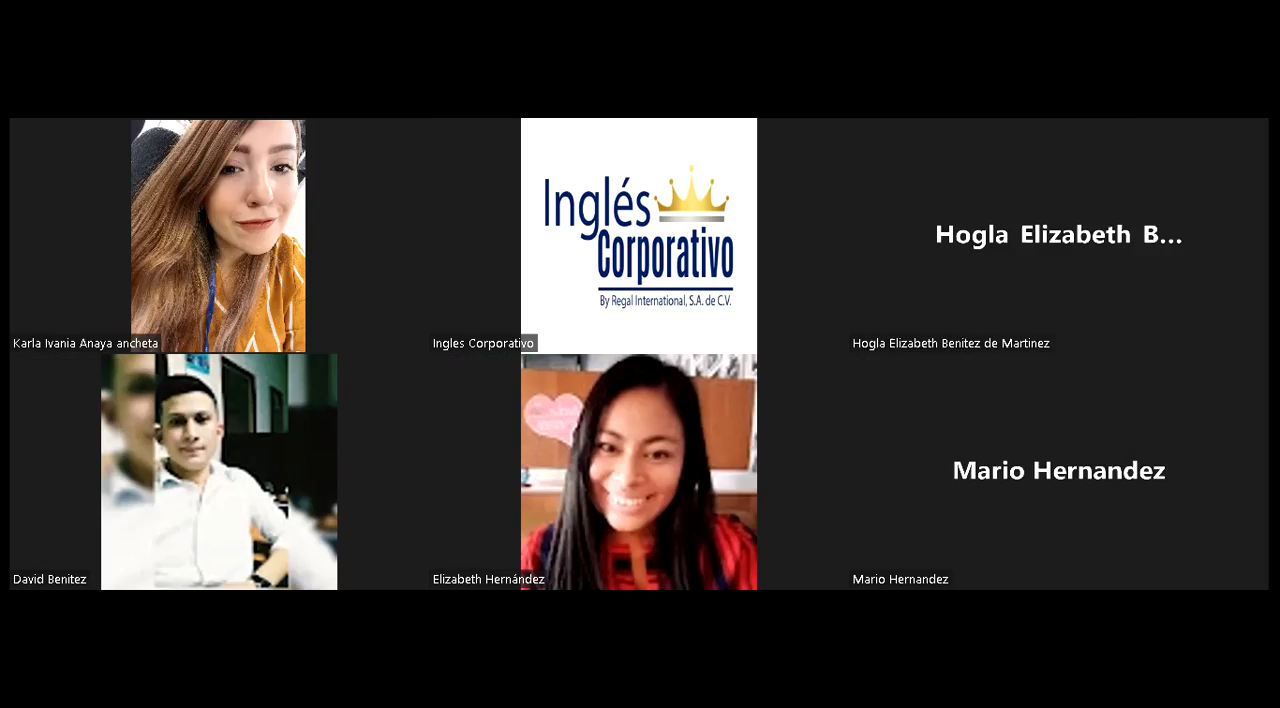 Inglés
Corporativo
By Regal International, S.A. de C.V.
Hogla Elizabeth B...
Karla Ivania Anaya ancheta
Ingles Corporativo
Hogla Elizabeth Benitez de Martinez
Mario Hernandez
David Benitez
Elizabeth Hernández
Mario Hernandez